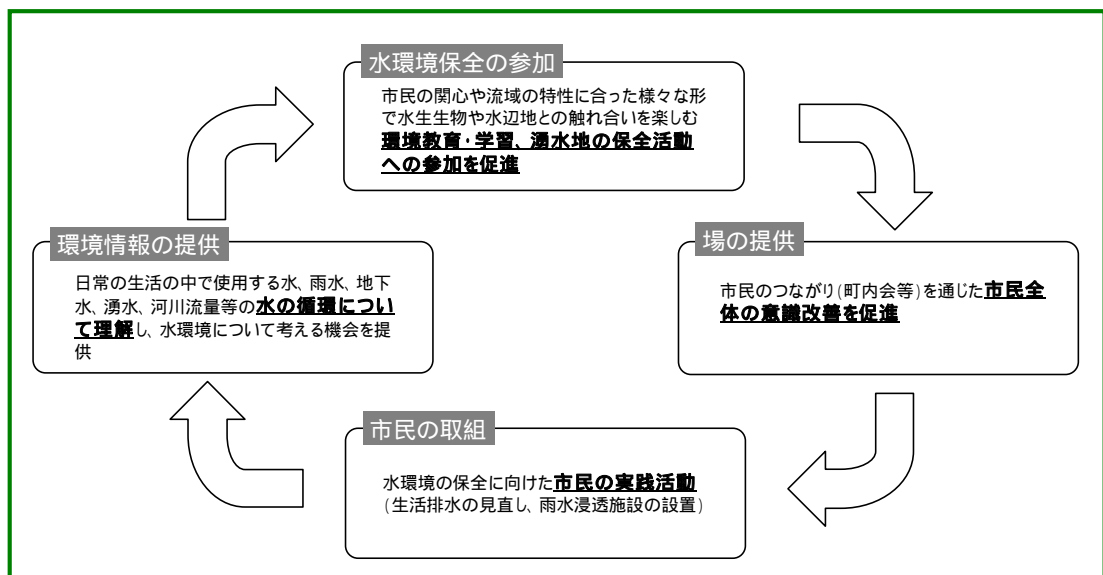 水環境保全の参加
市民の関心や流域の特性に合った様々な形
で水生生物や水辺地との触れ合いを楽しむ
環境教育・学習、湧水地の保全活動
への参加を促進
環境情報の提供
日常の生活の中で使用する水、雨水、地下
水、湧水、河川流量等の水の循環につい
て理解し、水環境について考える機会を提
供
場の提供
市民のつながり(町内会等)を通じた市民全
体の意識改善を促進
市民の取組
水環境の保全に向けた市民の実践活動
(生活排水の見直し、雨水浸透施設の設置)